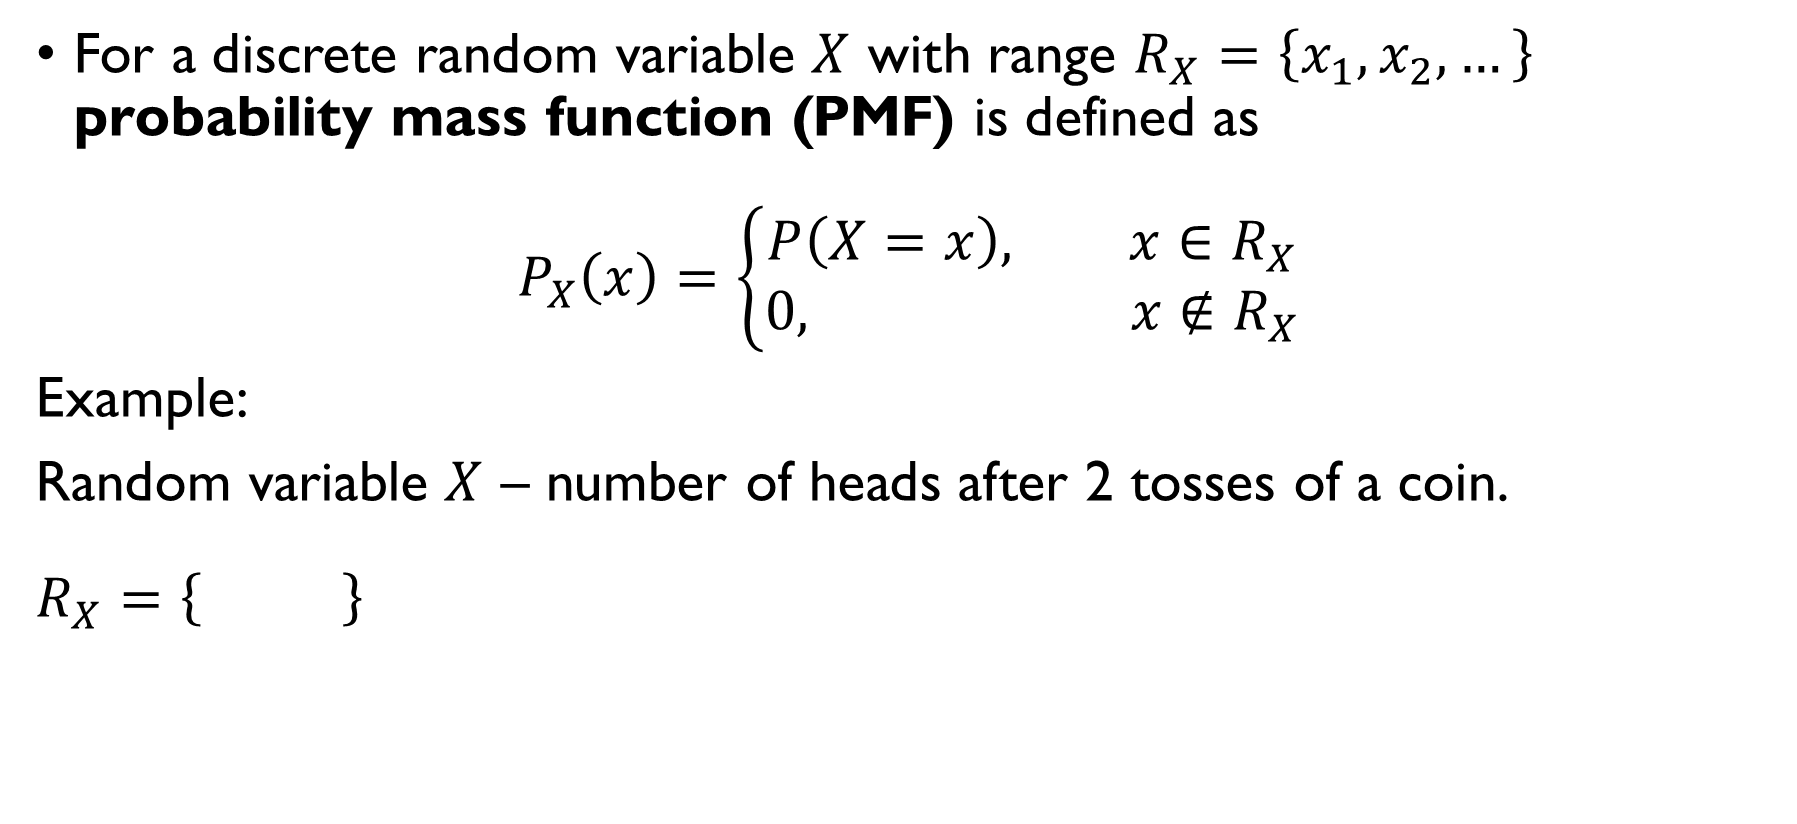 • For a discrete random variable X with range R_X = {x_1, x_2, … }
probability mass function (PMF) is defined as
P_X(x) = { P(X = x),   x ∈ R_X
0,   x ∉ R_X
Example:
Random variable X – number of heads after 2 tosses of a coin.
R_X = {      }